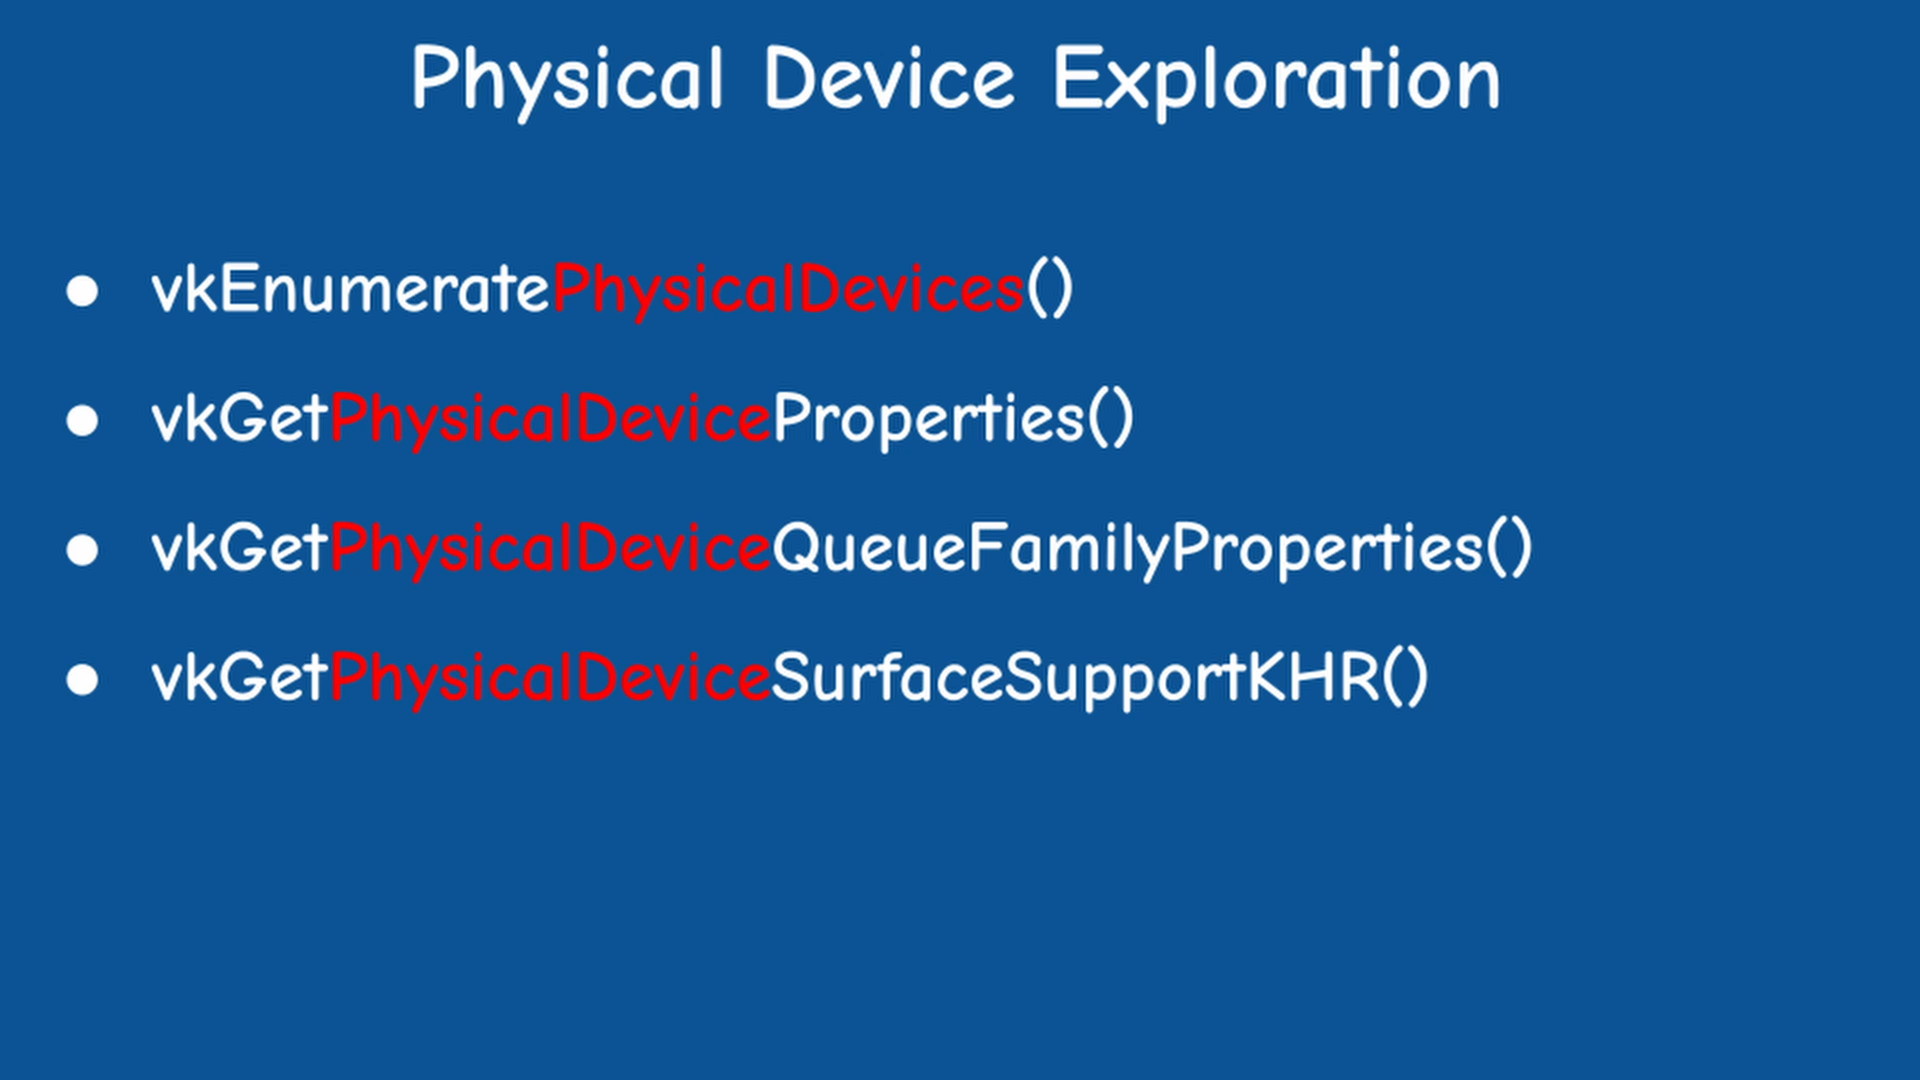 Physical Device Exploration
● vkEnumeratePhysicalDevices()
● vkGetPhysicalDeviceProperties()
● vkGetPhysicalDeviceQueueFamilyProperties()
● vkGetPhysicalDeviceSurfaceSupportKHR()